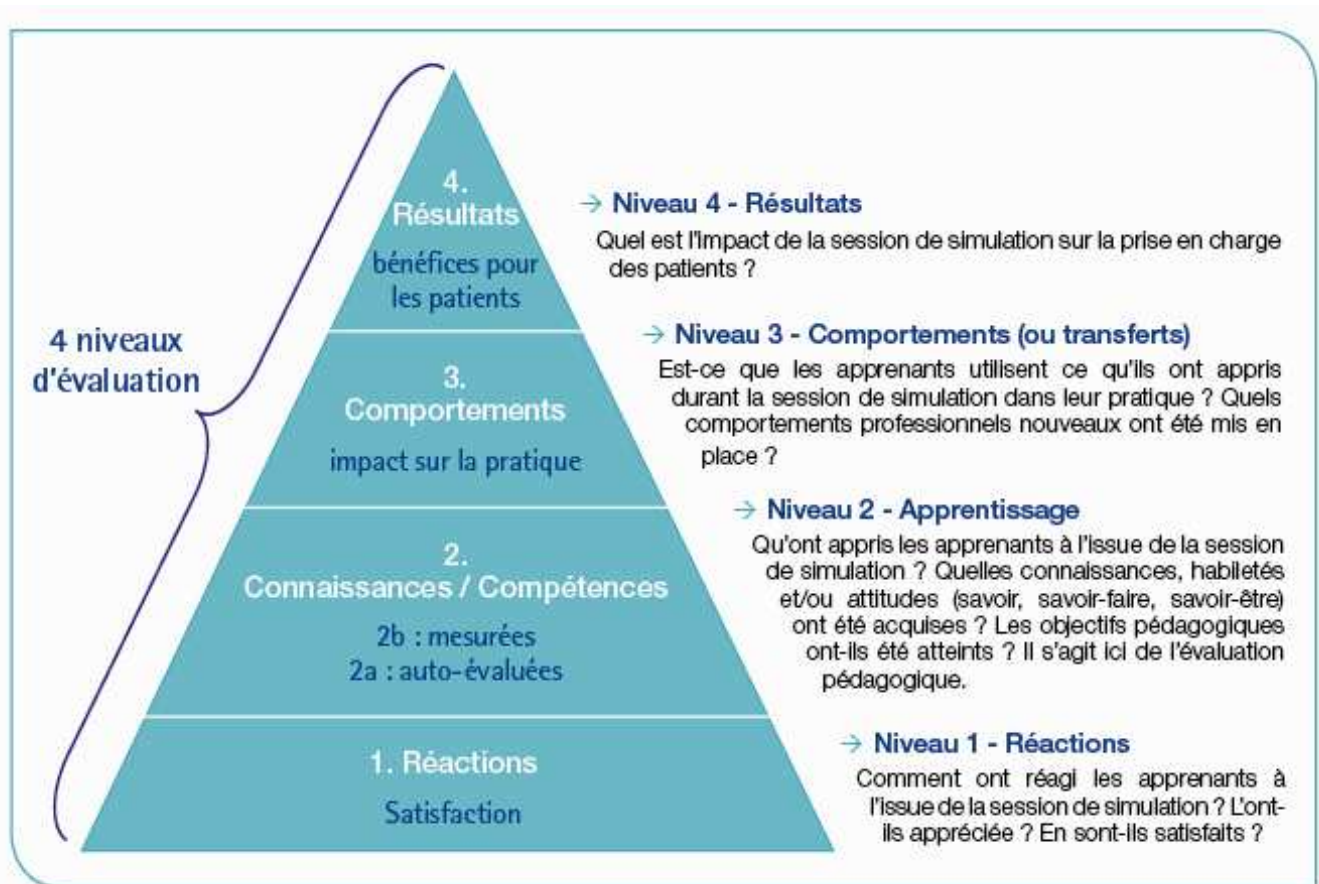 4 niveaux
d'évaluation
4.
Résultats
bénéfices pour
les patients
3.
Comportements
impact sur la pratique
2.
Connaissances / Compétences
2b : mesurées
2a : auto-évaluées
1. Réactions
Satisfaction
→ Niveau 4 - Résultats
Quel est l'impact de la session de simulation sur la prise en charge
des patients ?
→ Niveau 3 - Comportements (ou transferts)
Est-ce que les apprenants utilisent ce qu'ils ont appris
durant la session de simulation dans leur pratique ? Quels
comportements professionnels nouveaux ont été mis en
place ?
→ Niveau 2 - Apprentissage
Qu'ont appris les apprenants à l'issue de la session
de simulation ? Quelles connaissances, habiletés
et/ou attitudes (savoir, savoir-faire, savoir-être)
ont été acquises ? Les objectifs pédagogiques
ont-ils été atteints ? Il s'agit ici de l'évaluation
pédagogique.
→ Niveau 1 - Réactions
Comment ont réagi les apprenants à
l'issue de la session de simulation ? L'ont-
ils appréciée ? En sont-ils satisfaits ?